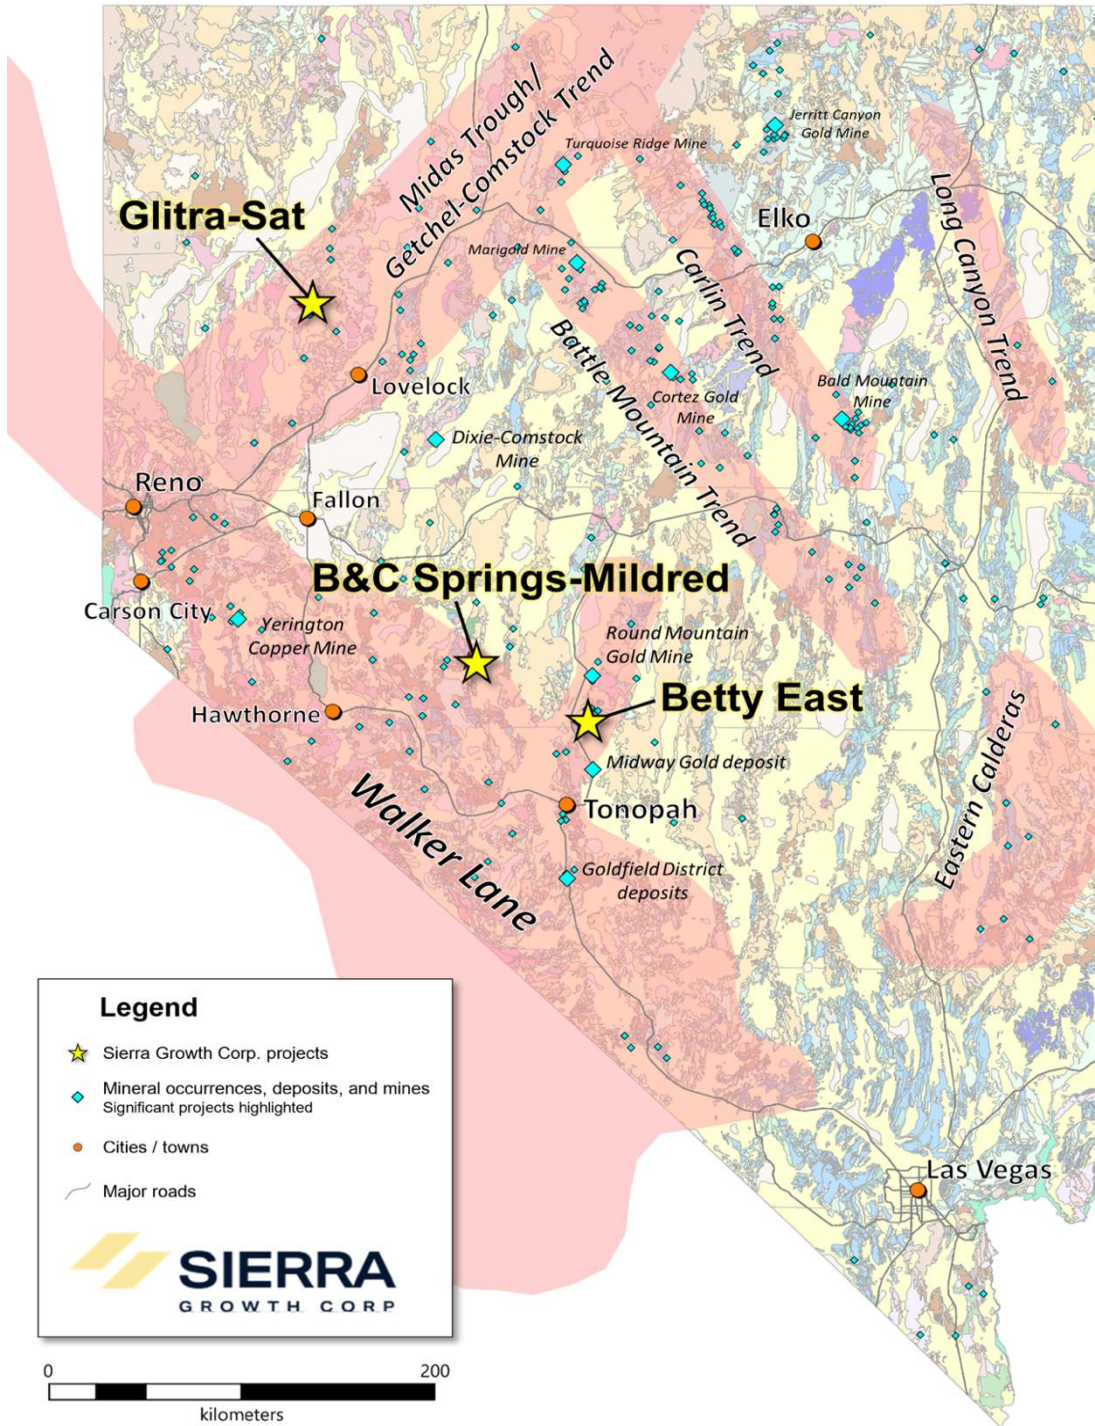 Midas Trough/
Getchel-Comstock Trend
Turquoise Ridge Mine
Jerritt Canyon
Gold Mine
Glitra-Sat
Elko
Long Canyon Trend
Marigold Mine
Carlin Trend
Battle Mountain Trend
Lovelock
Cortez Gold
Mine
Bald Mountain
Mine
Dixie-Comstock
Mine
Reno
Fallon
B&C Springs-Mildred
Carson City
Yerington
Copper Mine
Round Mountain
Gold Mine
Betty East
Hawthorne
Midway Gold deposit
Tonopah
Walker Lane
Eastern Calderas
Goldfield District
deposits
Las Vegas
Legend
Sierra Growth Corp. projects
Mineral occurrences, deposits, and mines
Significant projects highlighted
Cities / towns
Major roads
SIERRA
GROWTH CORP
0 200
kilometers